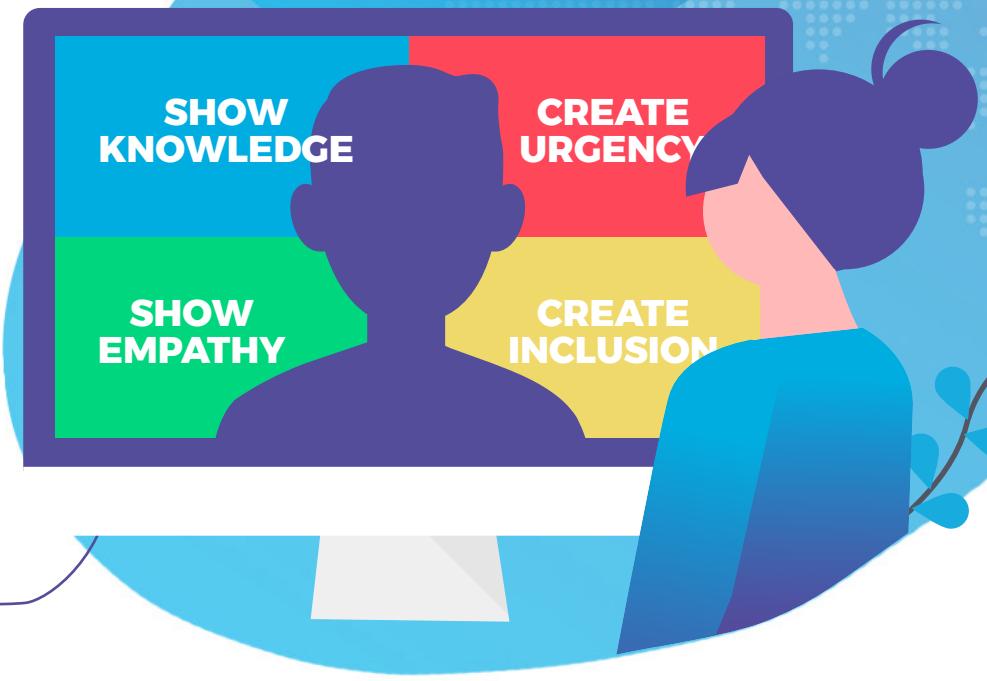 SHOW
KNOWLEDGE
CREATE
URGENCY
SHOW
EMPATHY
CREATE
INCLUSION